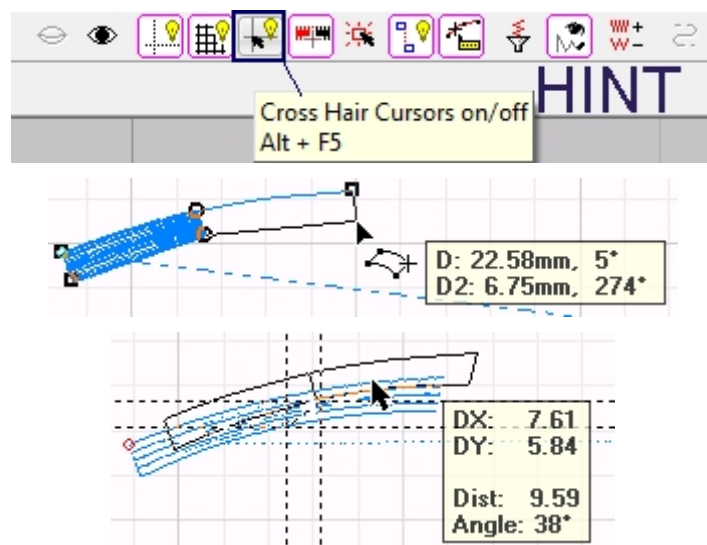 HINT
Cross Hair Cursors on/off
Alt + F5
D: 22.58mm, 5°
D2: 6.75mm, 274°
DX: 7.61
DY: 5.84
Dist: 9.59
Angle: 38°